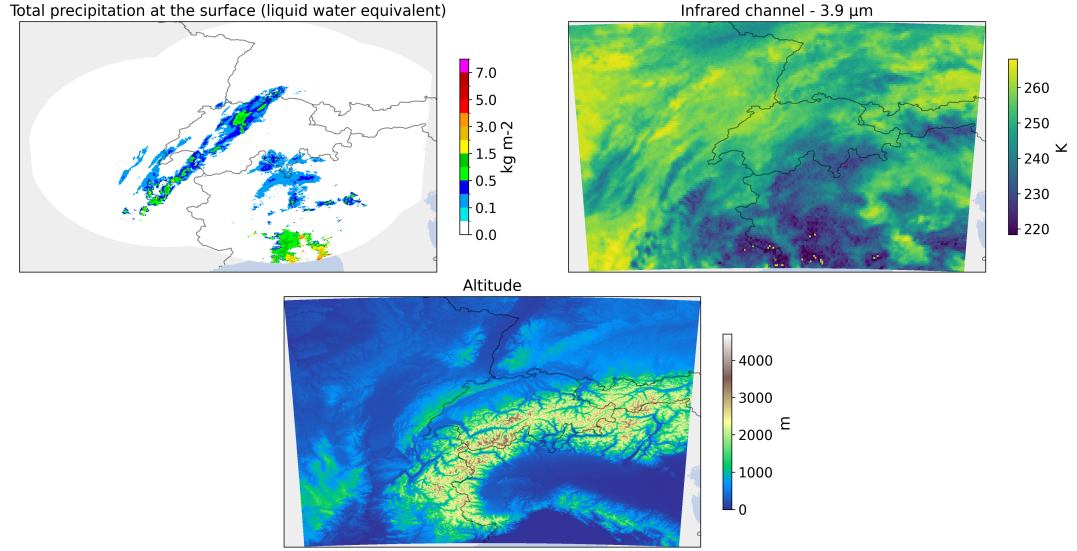 Total precipitation at the surface (liquid water equivalent)
7.0
5.0
3.0
1.5
0.5
0.1
0.0
kg m-2
Infrared channel - 3.9 μm
260
250
240
230
220
K
Altitude
4000
3000
2000
1000
0
m